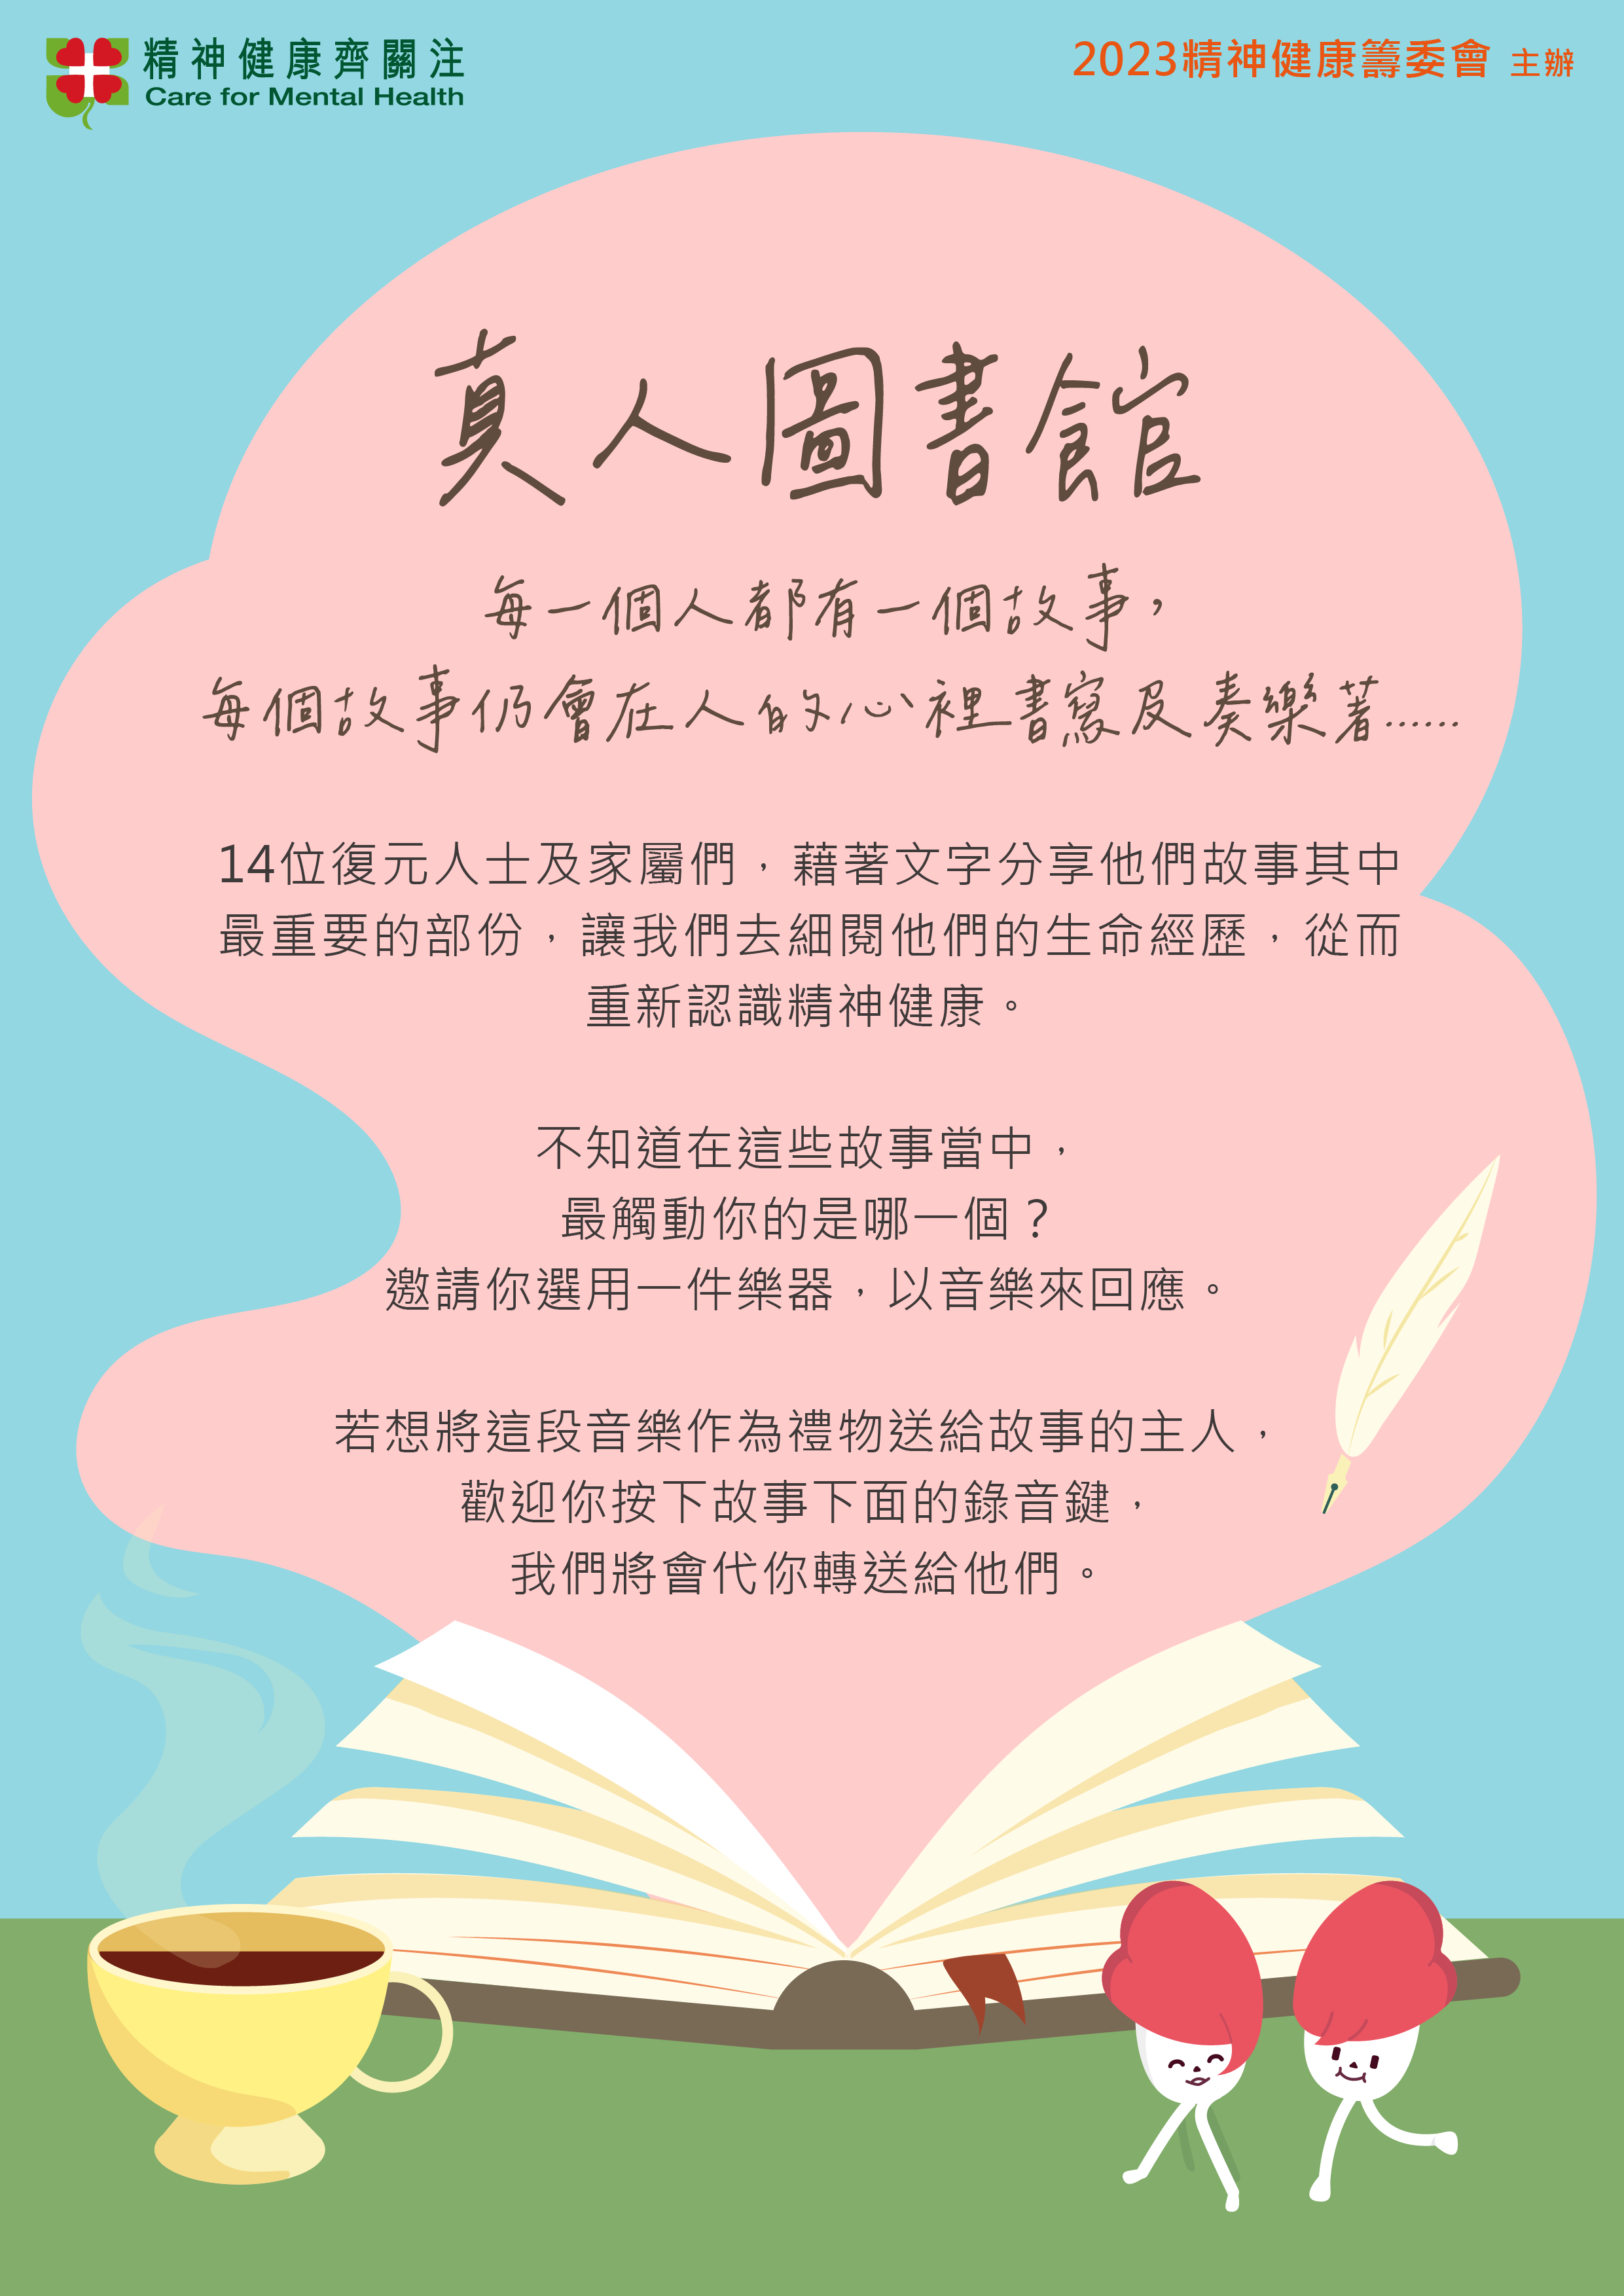 精神健康齊關注
Care for Mental Health
2023精神健康籌委會 主辦
真人圖書館
每一個人都有一個故事，
每個故事仍會在人的心裡書寫及奏樂著……
14位復元人士及家屬們，藉著文字分享他們故事其中
最重要的部份，讓我們去細閱他們的生命經歷，從而
重新認識精神健康。
不知道在這些故事當中，
最觸動你的是哪一個？
邀請你選用一件樂器，以音樂來回應。
若想將這段音樂作為禮物送給故事的主人，
歡迎你按下故事下面的錄音鍵，
我們將會代你轉送給他們。